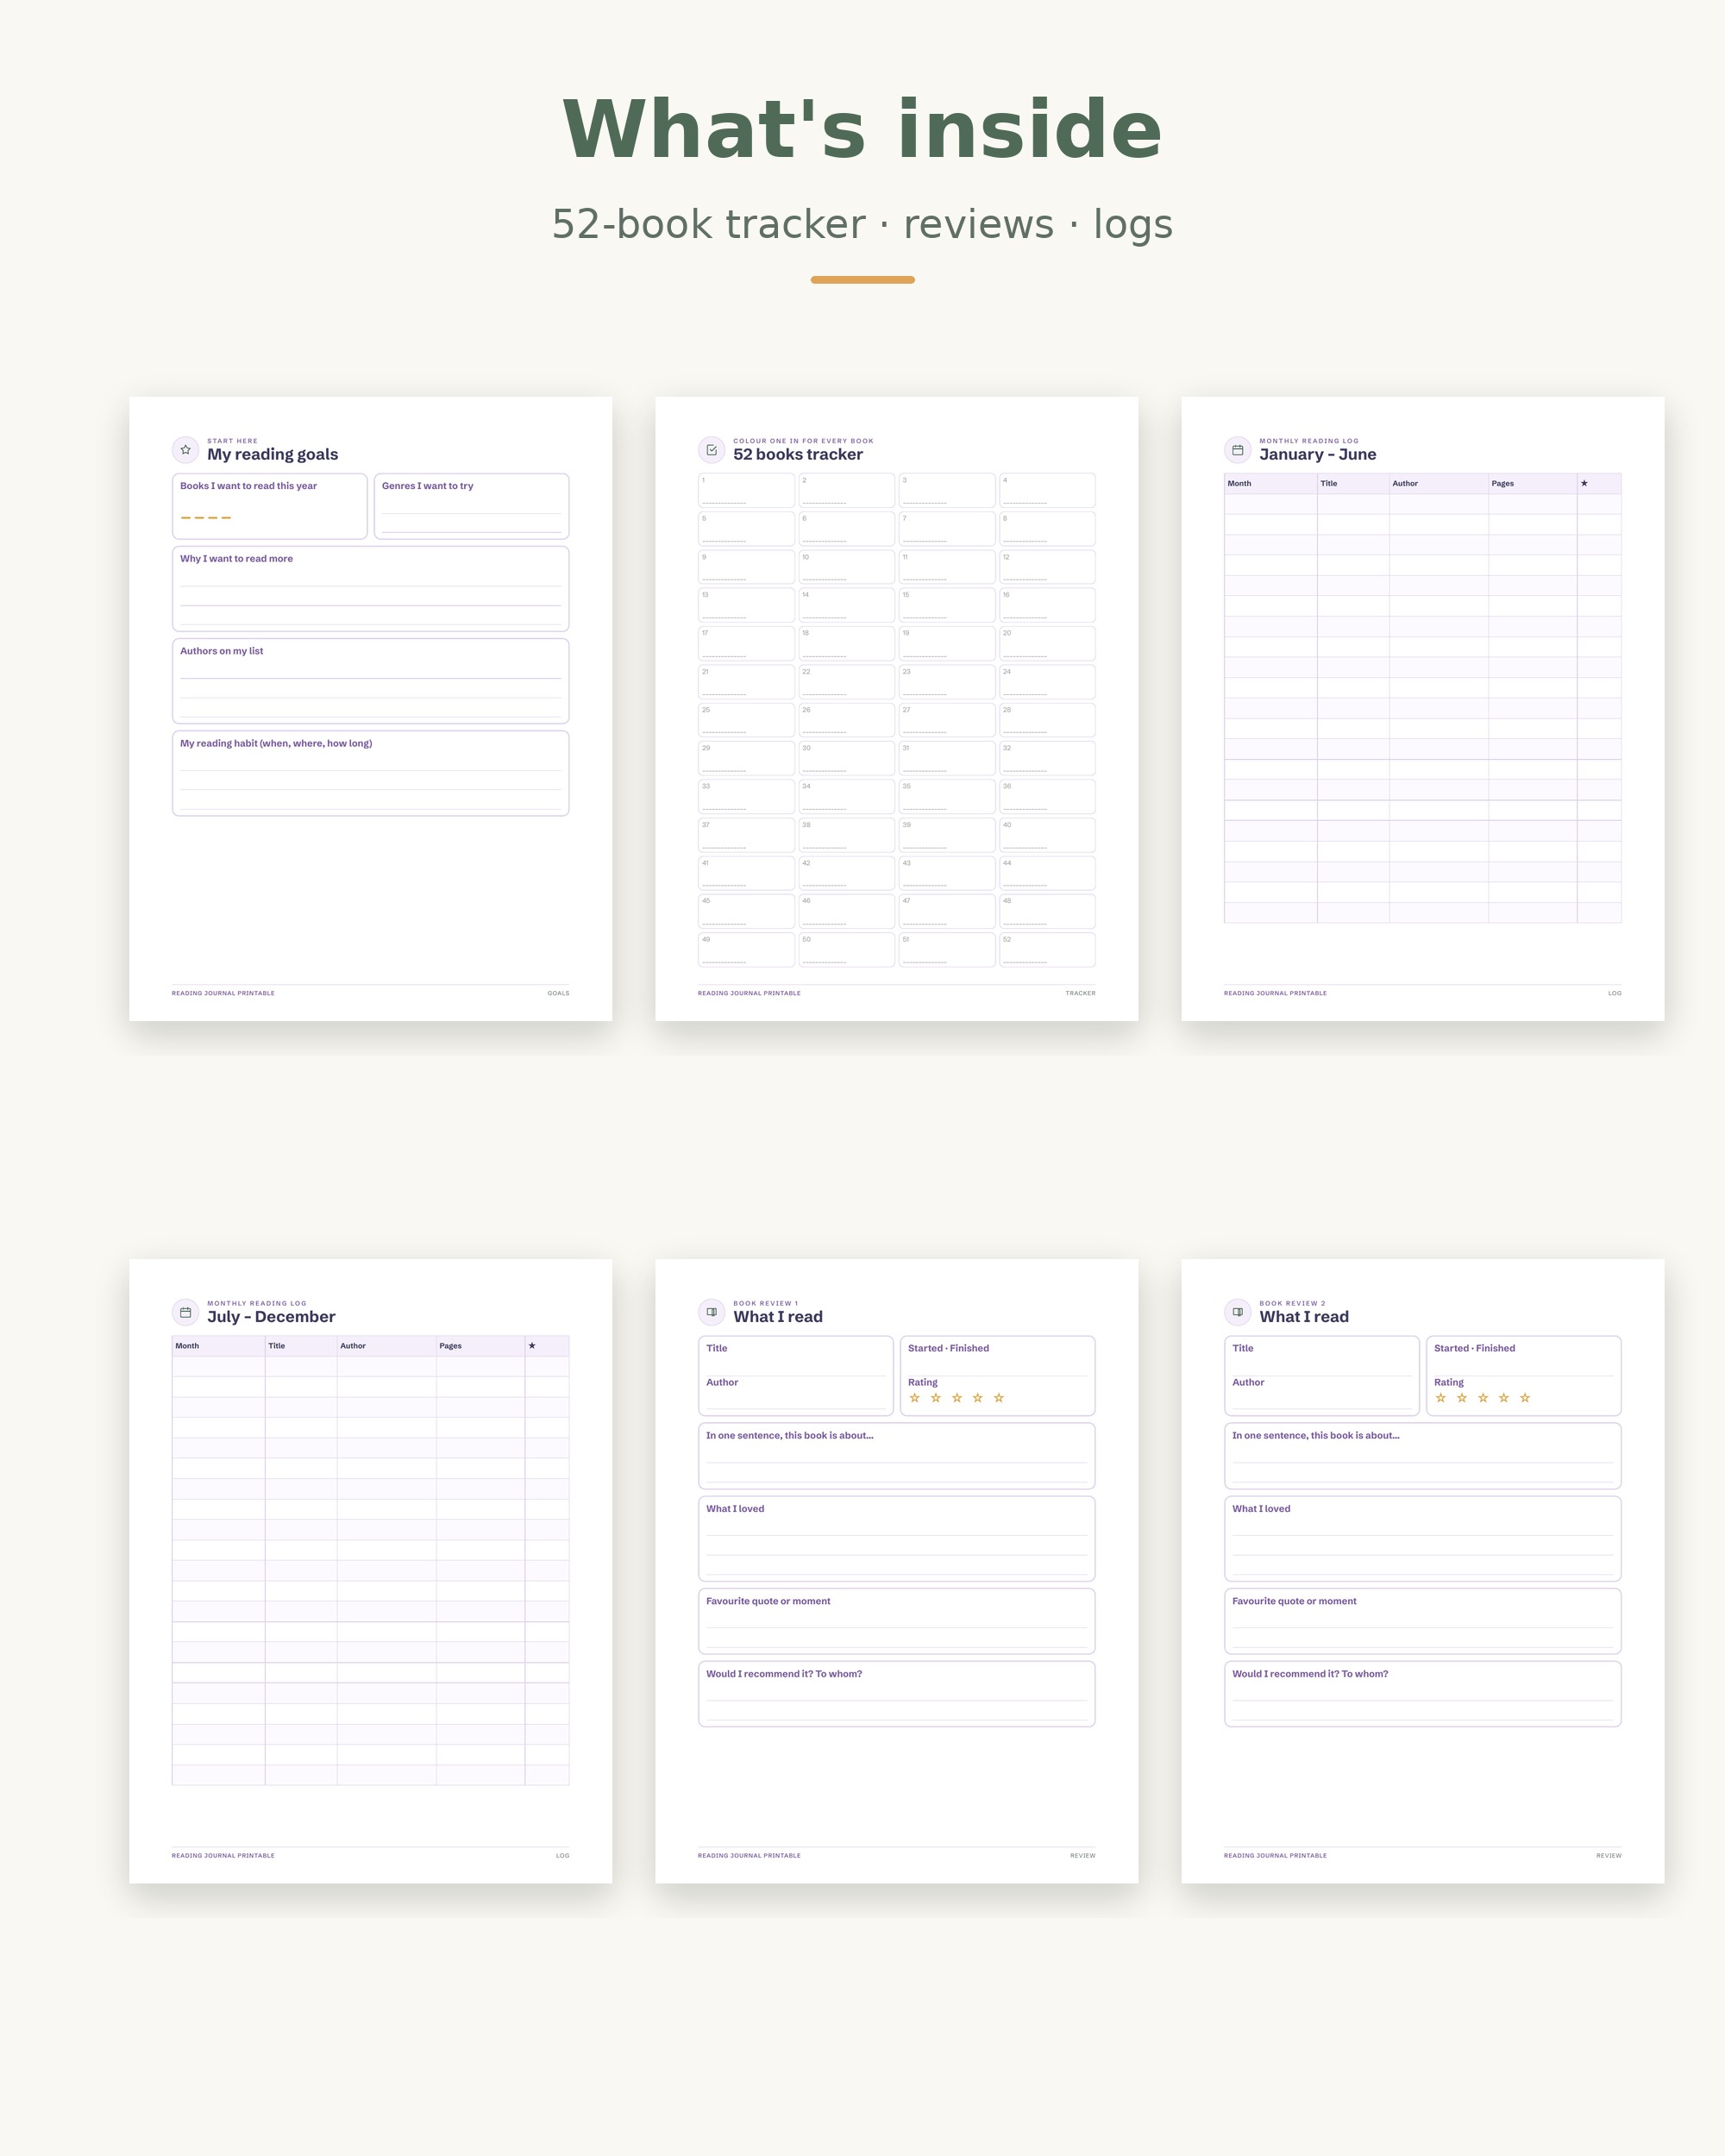 What's inside
52-book tracker · reviews · logs
START HERE
My reading goals
Books I want to read this year
Genres I want to try
Why I want to read more
Authors on my list
My reading habit (when, where, how long)
READING JOURNAL PRINTABLE GOALS
COLOUR ONE IN FOR EVERY BOOK
52 books tracker
1 2 3 4
5 6 7 8
9 10 11 12
13 14 15 16
17 18 19 20
21 22 23 24
25 26 27 28
29 30 31 32
33 34 35 36
37 38 39 40
41 42 43 44
45 46 47 48
49 50 51 52
READING JOURNAL PRINTABLE TRACKER
MONTHLY READING LOG
January – June
Month Title Author Pages ★
READING JOURNAL PRINTABLE LOG
MONTHLY READING LOG
July – December
Month Title Author Pages ★
READING JOURNAL PRINTABLE LOG
BOOK REVIEW 1
What I read
Title
Author
Started · Finished
Rating
☆ ☆ ☆ ☆ ☆
In one sentence, this book is about...
What I loved
Favourite quote or moment
Would I recommend it? To whom?
READING JOURNAL PRINTABLE REVIEW
BOOK REVIEW 2
What I read
Title
Author
Started · Finished
Rating
☆ ☆ ☆ ☆ ☆
In one sentence, this book is about...
What I loved
Favourite quote or moment
Would I recommend it? To whom?
READING JOURNAL PRINTABLE REVIEW